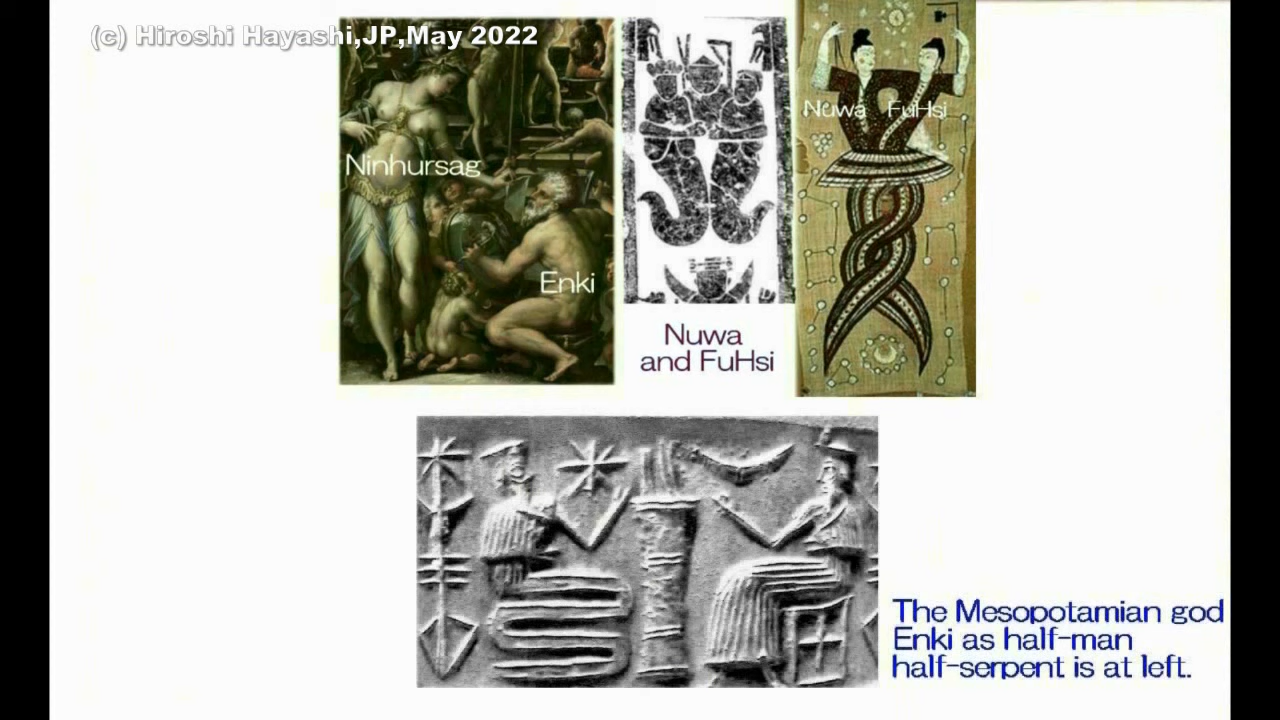 (c) Hiroshi Hayashi,JP,May 2022
Ninhursag
Enki
Nuwa FuHsi
Nuwa
and FuHsi
The Mesopotamian god
Enki as half-man
half-serpent is at left.